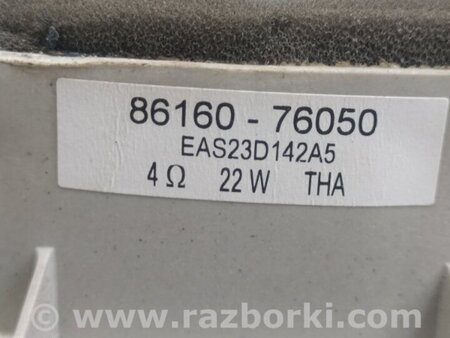 86160 - 76050
EAS23D142A5
4 Ω 22 W THA
www.razborki.com